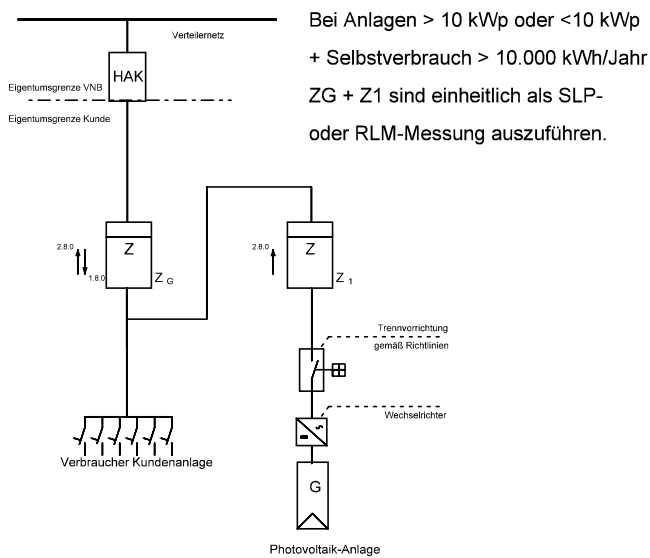 Bei Anlagen > 10 kWp oder <10 kWp
+ Selbstverbrauch > 10.000 kWh/Jahr
ZG + Z1 sind einheitlich als SLP-
oder RLM-Messung auszuführen.
Verteilernetz
HAK
Eigentumsgrenze VNB
Eigentumsgrenze Kunde
2.8.0
1.8.0
Z
Z G
2.8.0
Z
Z 1
Trennvorrichtung
gemäß Richtlinien
Wechselrichter
Verbraucher Kundenanlage
G
Photovoltaik-Anlage